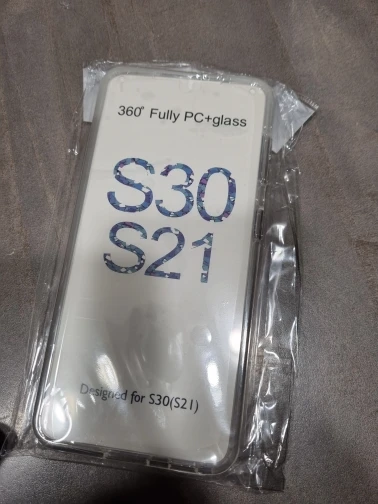 360° Fully PC+glass
S30
S21
Designed for S30(S21)